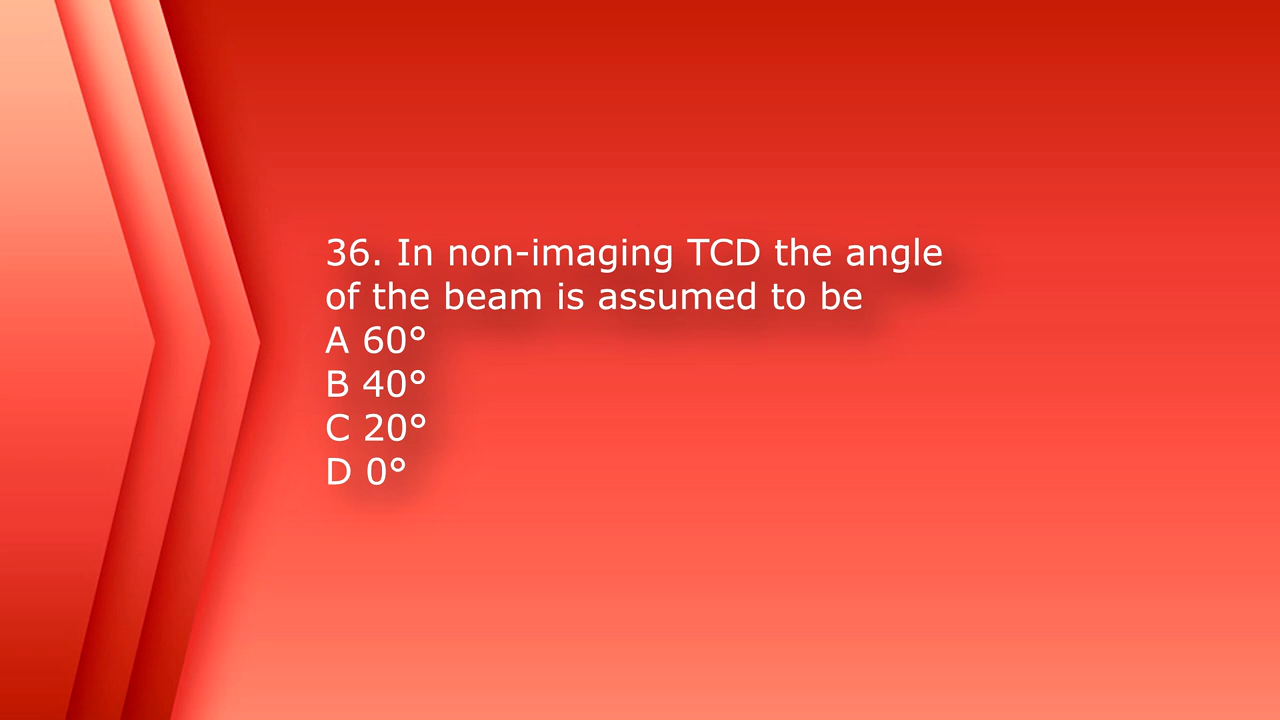 36. In non-imaging TCD the angle
of the beam is assumed to be
A 60°
B 40°
C 20°
D 0°